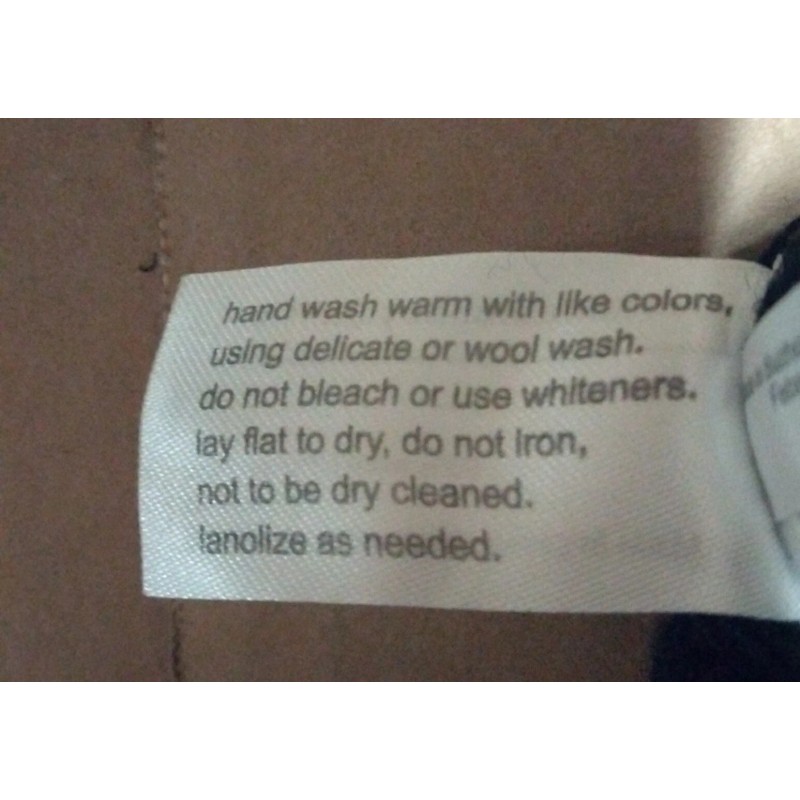 hand wash warm with like colors,
using delicate or wool wash.
do not bleach or use whiteners.
lay flat to dry, do not iron,
not to be dry cleaned.
lanolize as needed.